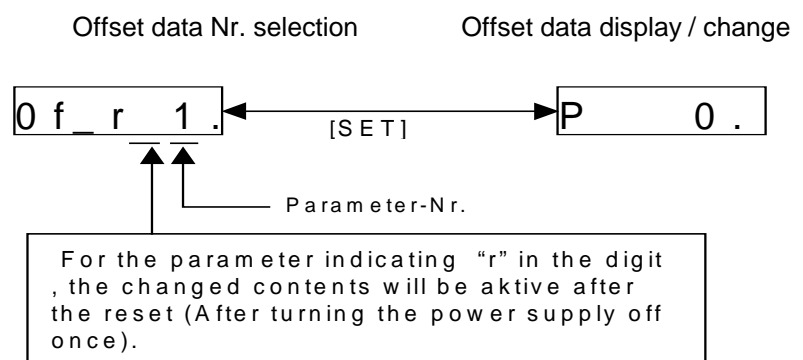 Offset data Nr. selection Offset data display / change
0f_r 1. [SET] P 0.
Parameter-Nr.
For the parameter indicating “r” in the digit
, the changed contents will be aktive after
the reset (After turning the power supply off
once).